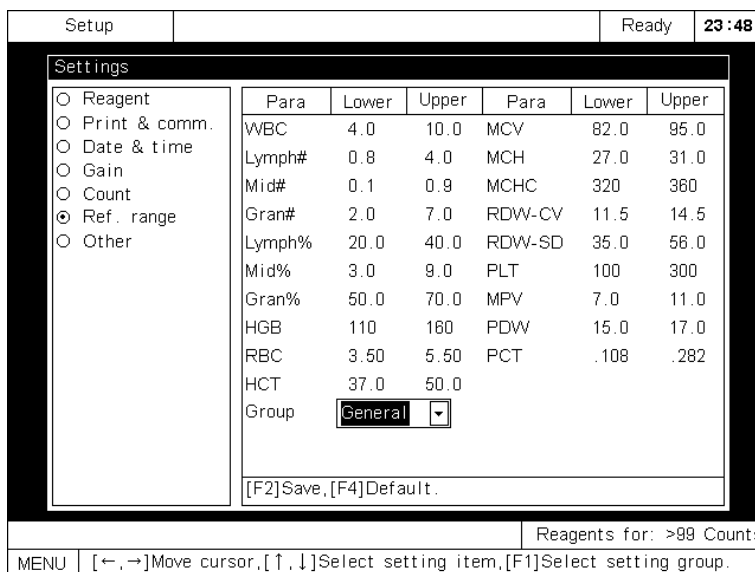 Setup Ready 23:48
Settings
Reagent
Print & comm.
Date & time
Gain
Count
Ref. range
Other
Para Lower Upper Para Lower Upper
WBC 4.0 10.0 MCV 82.0 95.0
Lymph# 0.8 4.0 MCH 27.0 31.0
Mid# 0.1 0.9 MCHC 320 360
Gran# 2.0 7.0 RDW-CV 11.5 14.5
Lymph% 20.0 40.0 RDW-SD 35.0 56.0
Mid% 3.0 9.0 PLT 100 300
Gran% 50.0 70.0 MPV 7.0 11.0
HGB 110 160 PDW 15.0 17.0
RBC 3.50 5.50 PCT .108 .282
HCT 37.0 50.0
Group General
[F2]Save,[F4]Default.
Reagents for: >99 Counts
MENU [←,→]Move cursor,[↑,↓]Select setting item,[F1]Select setting group.